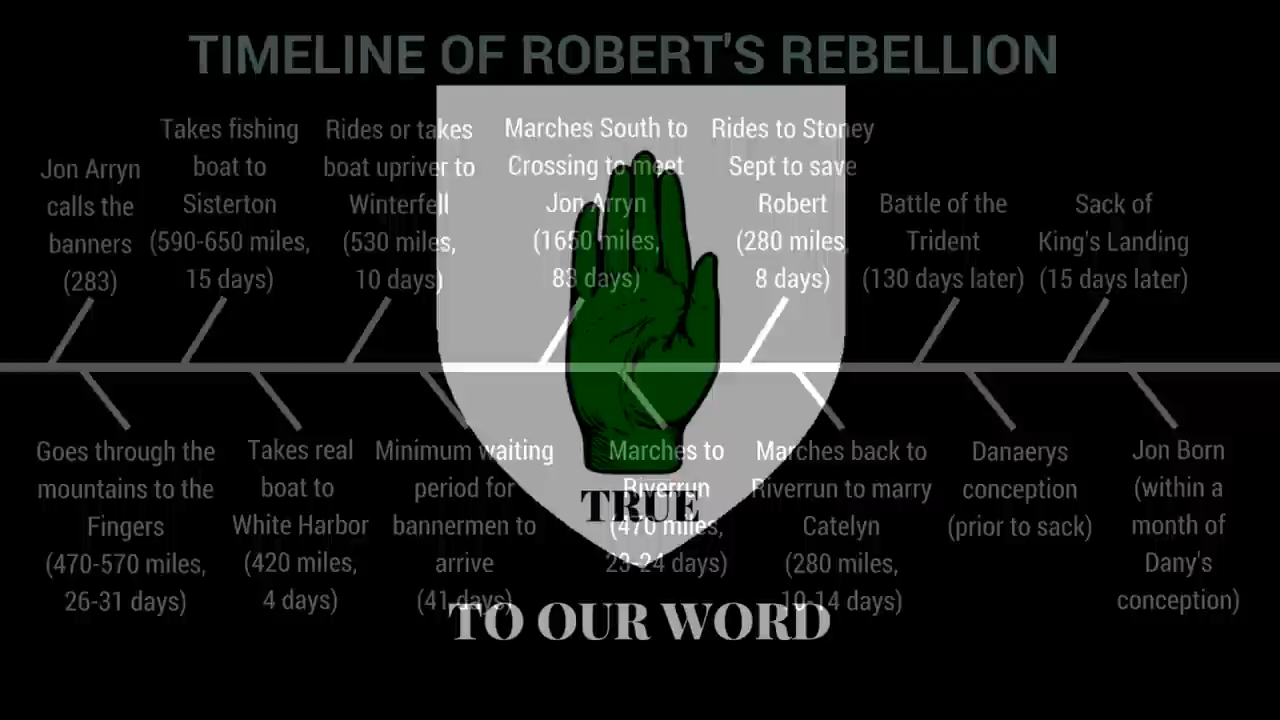 TIMELINE OF ROBERT'S REBELLION
Jon Arryn
calls the
banners
(283)
Takes fishing
boat to
Sisterton
(590-650 miles,
15 days)
Rides or takes
boat upriver to
Winterfell
(530 miles,
10 days)
Marches South to
Crossing to meet
Jon Arryn
(1650 miles,
83 days)
Rides to Stoney
Sept to save
Robert
(280 miles,
8 days)
Battle of the
Trident
(130 days later)
Sack of
King's Landing
(15 days later)
Goes through the
mountains to the
Fingers
(470-570 miles,
26-31 days)
Takes real
boat to
White Harbor
(420 miles,
4 days)
Minimum waiting
period for
bannermen to
arrive
(41 days)
Marches to
Riverrun
(470 miles,
23-24 days)
Marches back to
Riverrun to marry
Catelyn
(280 miles,
10-14 days)
Danaerys
conception
(prior to sack)
Jon Born
(within a
month of
Dany's
conception)
TRUE
TO OUR WORD